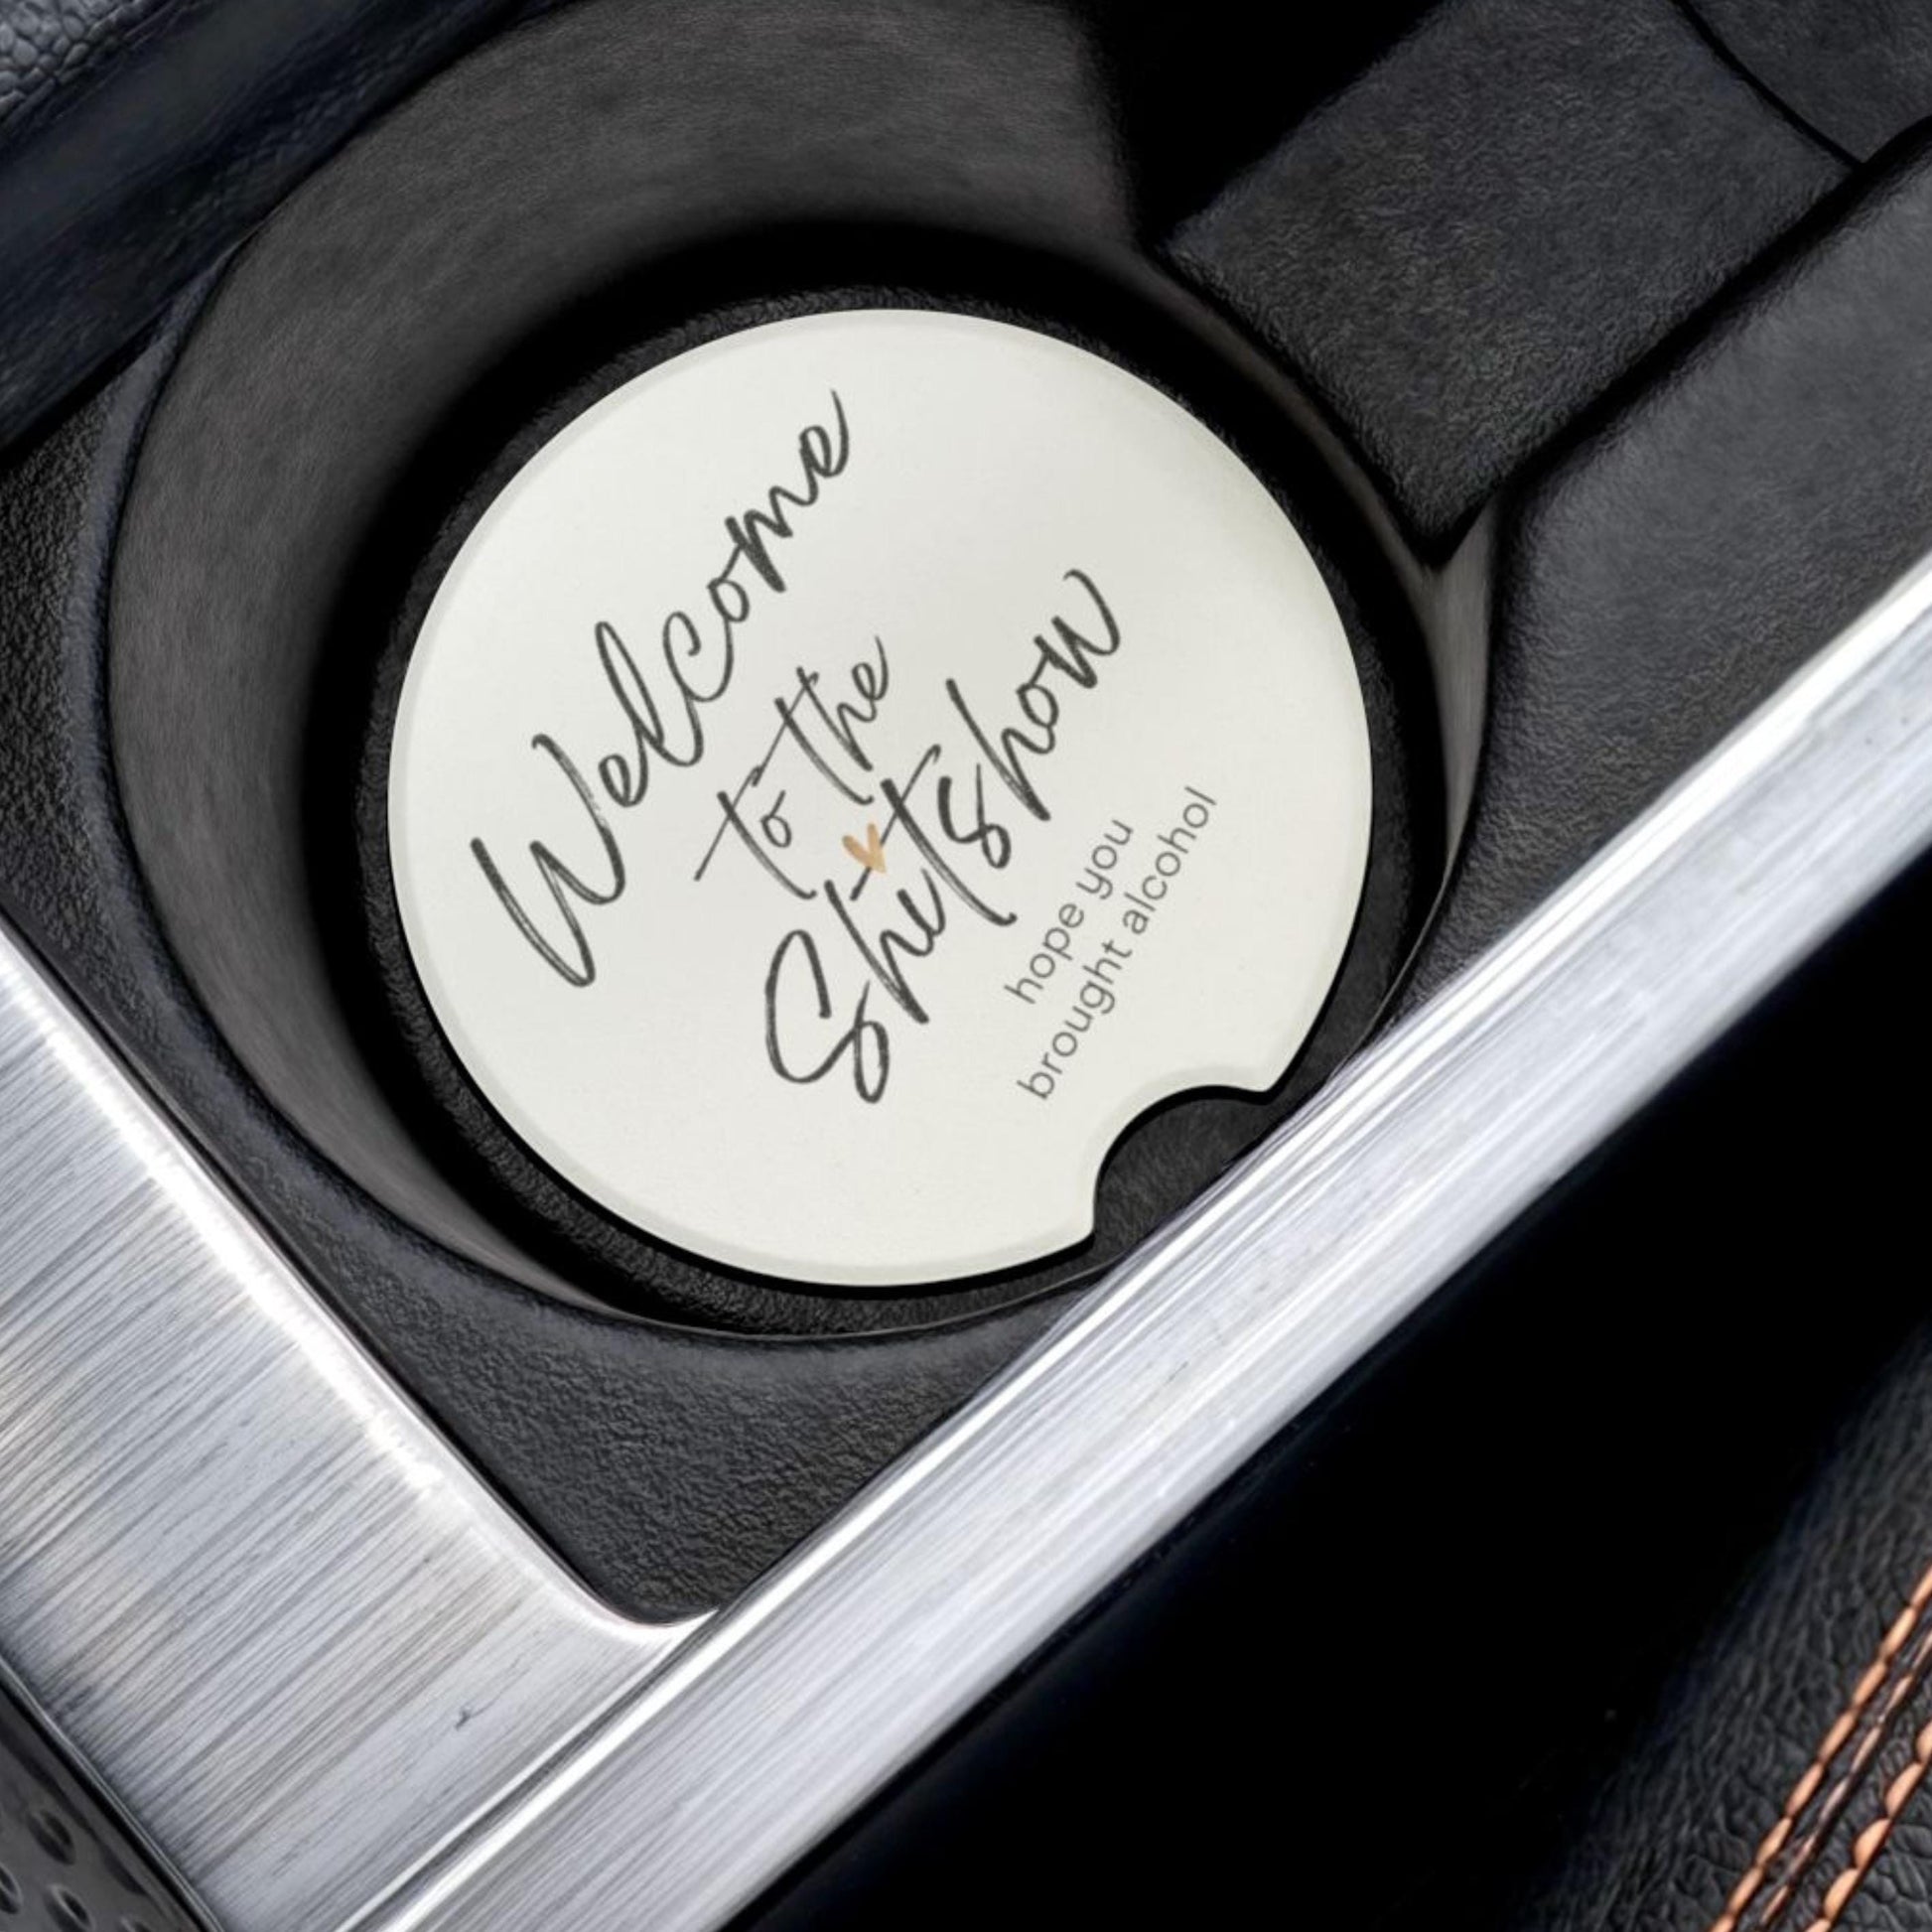 Welcome
to the
Shitshow
hope you
brought alcohol